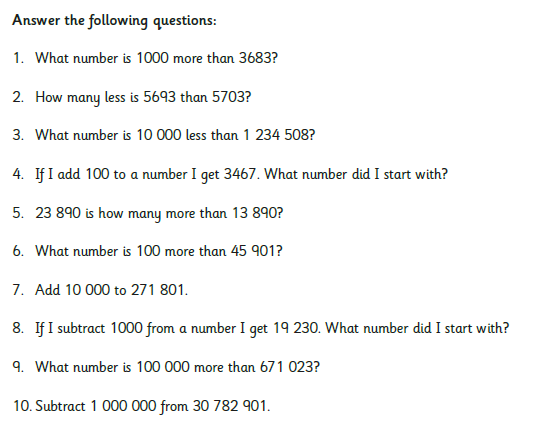 Answer the following questions:
1. What number is 1000 more than 3683?
2. How many less is 5693 than 5703?
3. What number is 10 000 less than 1 234 508?
4. If I add 100 to a number I get 3467. What number did I start with?
5. 23 890 is how many more than 13 890?
6. What number is 100 more than 45 901?
7. Add 10 000 to 271 801.
8. If I subtract 1000 from a number I get 19 230. What number did I start with?
9. What number is 100 000 more than 671 023?
10. Subtract 1 000 000 from 30 782 901.